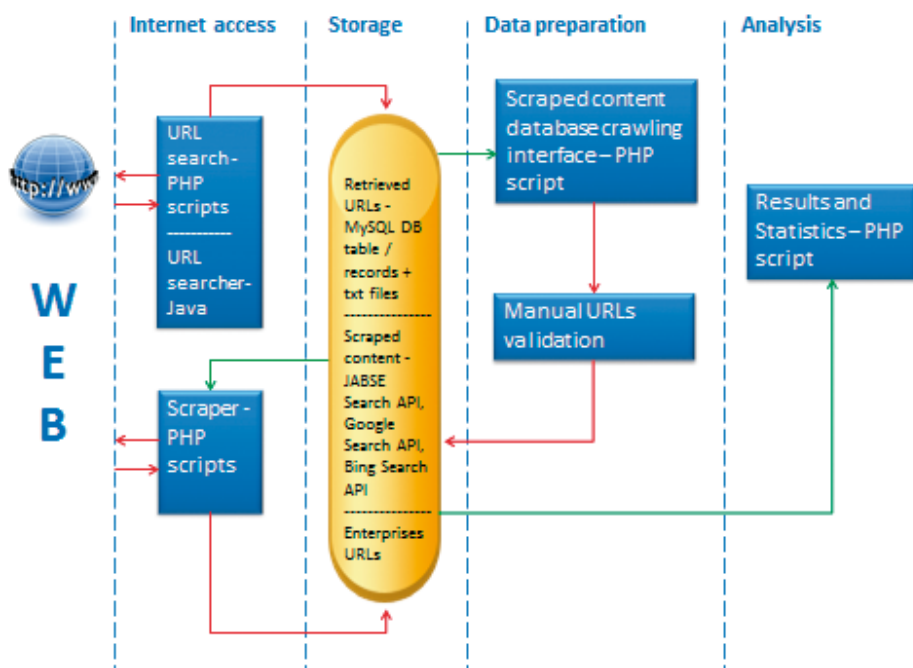 Internet access
Storage
Data preparation
Analysis
http://www
W
E
B
URL
search-
PHP
scripts
-----------
URL
searcher-
Java
Scraper -
PHP
scripts
Retrieved
URLs -
MySQL DB
table /
records +
txt files
----------------
Scraped
content -
JABSE
Search API,
Google
Search API,
Bing Search
API
----------------
Enterprises
URLs
Scraped content
database crawling
interface – PHP
script
Manual URLs
validation
Results and
Statistics – PHP
script